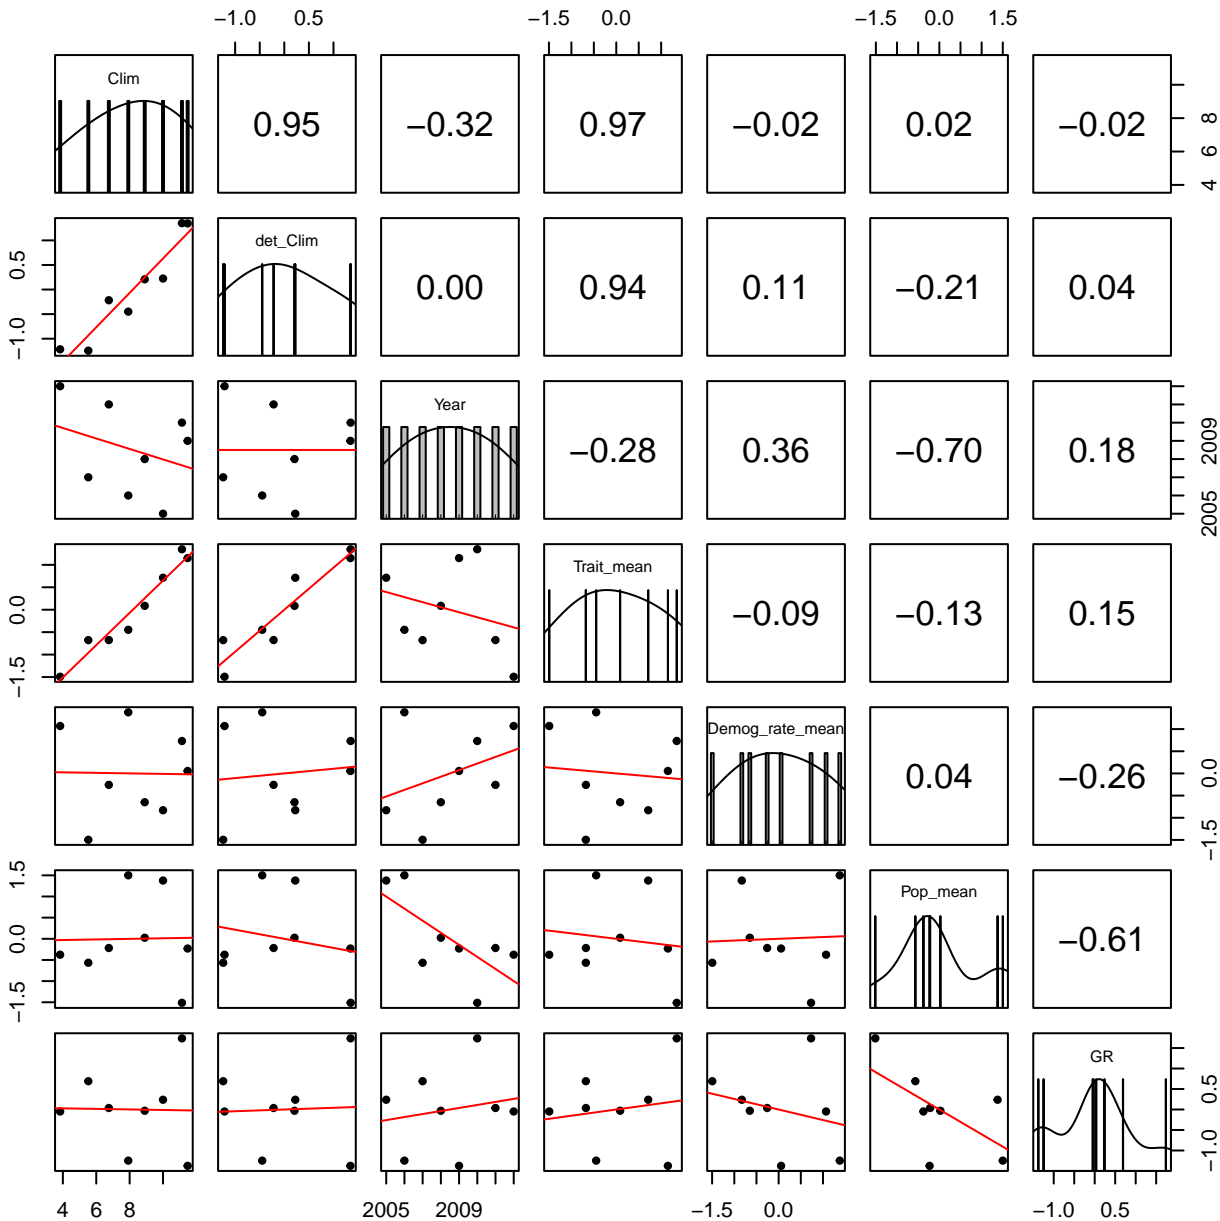 −1.0 0.5 −1.5 0.0 −1.5 0.0 1.5
Clim 0.95 −0.32 0.97 −0.02 0.02 −0.02 4 6 8
−1.0 0.5 det_Clim 0.00 0.94 0.11 −0.21 0.04
Year −0.28 0.36 −0.70 0.18 2005 2009
−1.5 0.0 Trait_mean −0.09 −0.13 0.15
Demog_rate_mean 0.04 −0.26 −1.5 0.0
−1.5 0.0 1.5 Pop_mean −0.61
GR −1.0 0.5
4 6 8 2005 2009 −1.5 0.0 −1.0 0.5